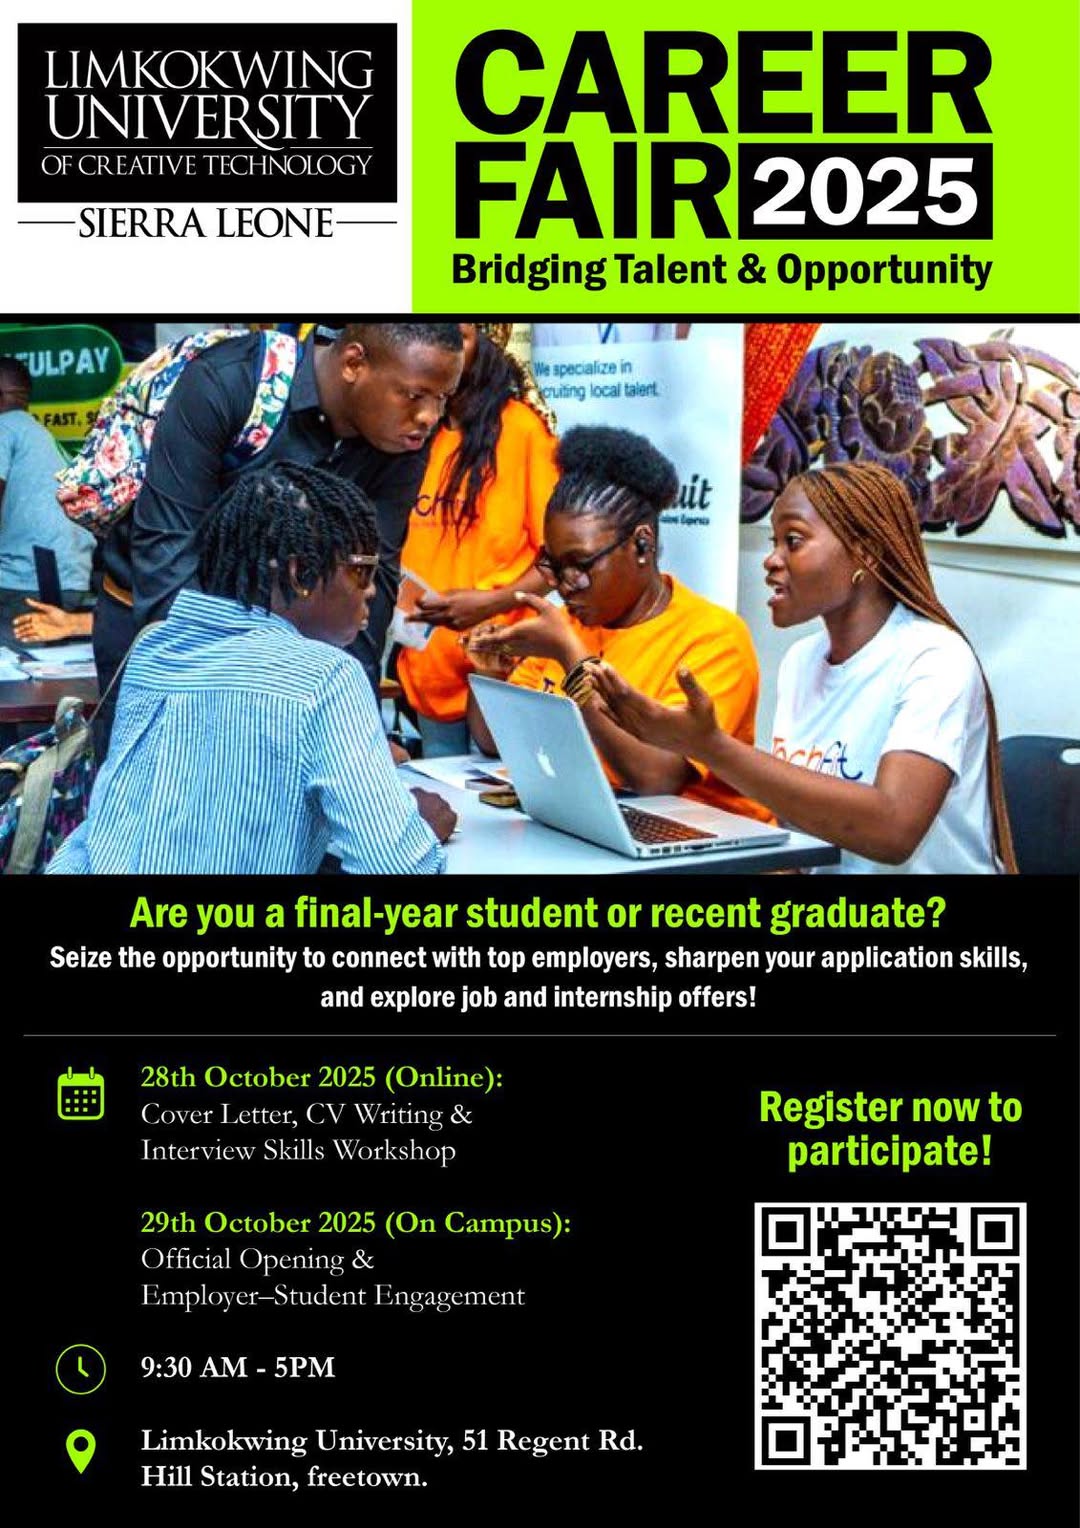 LIMKOKWING
UNIVERSITY
OF CREATIVE TECHNOLOGY
SIERRA LEONE
CAREER
FAIR 2025
Bridging Talent & Opportunity
ULPAY
FAST,
We specialize in
local talent.
Techfit
Are you a final-year student or recent graduate?
Seize the opportunity to connect with top employers, sharpen your application skills,
and explore job and internship offers!
28th October 2025 (Online):
Cover Letter, CV Writing &
Interview Skills Workshop
Register now to
participate!
29th October 2025 (On Campus):
Official Opening &
Employer–Student Engagement
9:30 AM - 5PM
Limkokwing University, 51 Regent Rd.
Hill Station, freetown.